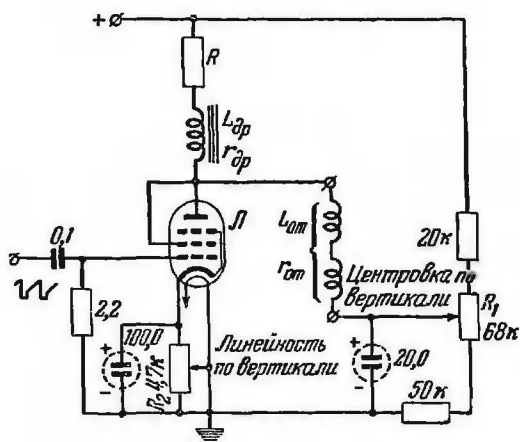 +
R
Lдр
rдр
Л
0,1
Lот
rот
20к
Центровка по
вертикали
R1
68к
2,2
100,0
+
-
R2 4,7к
Линейность
по вертикали
+
-
20,0
50к